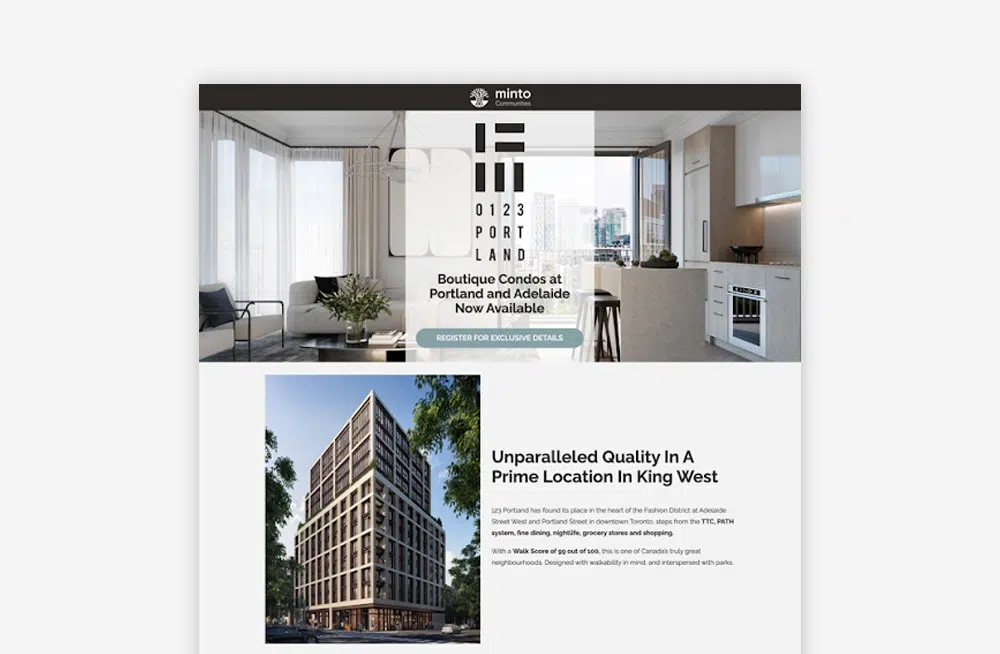 minto
Communities
0123
PORT
LAND
Boutique Condos at
Portland and Adelaide
Now Available
REGISTER FOR EXCLUSIVE DETAILS
Unparalleled Quality In A
Prime Location In King West
123 Portland has found its place in the heart of the Fashion District at Adelaide
Street West and Portland Street in downtown Toronto, steps from the TTC, PATH
system, fine dining, nightlife, grocery stores and shopping.
With a Walk Score of 99 out of 100, this is one of Canada's truly great
neighbourhoods. Designed with walkability in mind, and interspersed with parks.